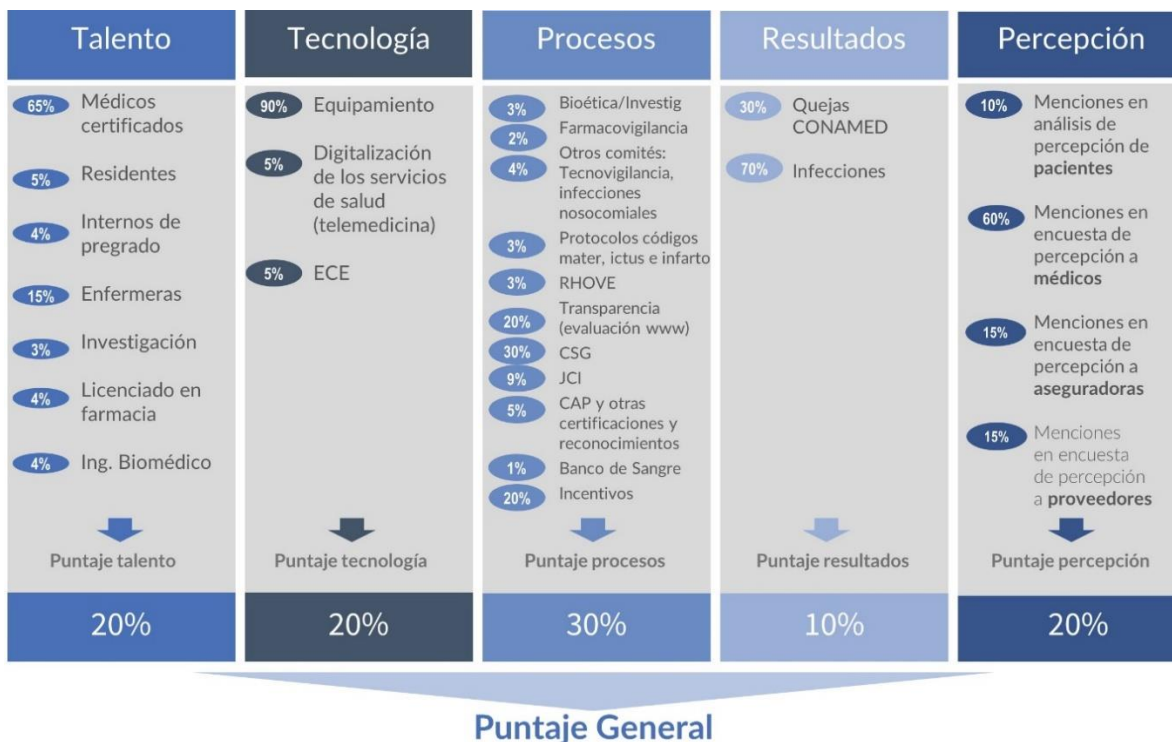 Talento
65% Médicos
certificados
5% Residentes
4% Internos de
pregrado
15% Enfermeras
3% Investigación
4% Licenciado en
farmacia
4% Ing. Biomédico
Puntaje talento
20%
Tecnología
90% Equipamiento
5% Digitalización
de los servicios
de salud
(telemedicina)
5% ECE
Puntaje tecnología
20%
Procesos
3% Bioética/Investig
2% Farmacovigilancia
4% Otros comités:
Tecnovigilancia,
infecciones
nosocomiales
3% Protocolos códigos
mater, ictus e infarto
3% RHOVE
20% Transparencia
(evaluación www)
30% CSG
9% JCI
5% CAP y otras
certificaciones y
reconocimientos
1% Banco de Sangre
20% Incentivos
Puntaje procesos
30%
Resultados
30% Quejas
CONAMED
70% Infecciones
Puntaje resultados
10%
Percepción
10% Menciones en
análisis de
percepción de
pacientes
60% Menciones en
encuesta de
percepción a
médicos
15% Menciones en
encuesta de
percepción a
aseguradoras
15% Menciones
en encuesta
de percepción
a proveedores
Puntaje percepción
20%
Puntaje General